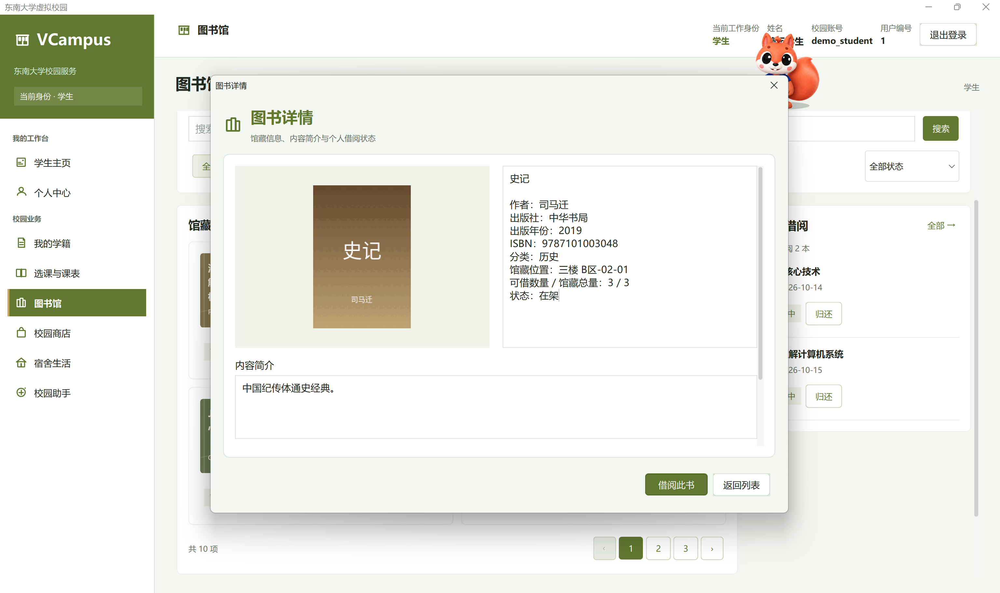 东南大学虚拟校园
VCampus
东南大学校园服务
当前身份 · 学生
我的工作台
学生主页
个人中心
校园业务
我的学籍
选课与课表
图书馆
校园商店
宿舍生活
校园助手
图书馆
当前工作身份
学生
姓名
生
校园账号
demo_student
用户编号
1
退出登录
图书
学生
搜索
全部状态
图书详情
图书详情
馆藏信息、内容简介与个人借阅状态
史记
司马迁
史记
作者：司马迁
出版社：中华书局
出版年份：2019
ISBN：9787101003048
分类：历史
馆藏位置：三楼 B区-02-01
可借数量 / 馆藏总量：3 / 3
状态：在架
内容简介
中国纪传体通史经典。
借阅此书
返回列表
搜
全
馆藏
借阅
全部 →
阅 2 本
核心技术
26-10-14
中
归还
解计算机系统
26-10-15
中
归还
共 10 项
‹
1
2
3
›